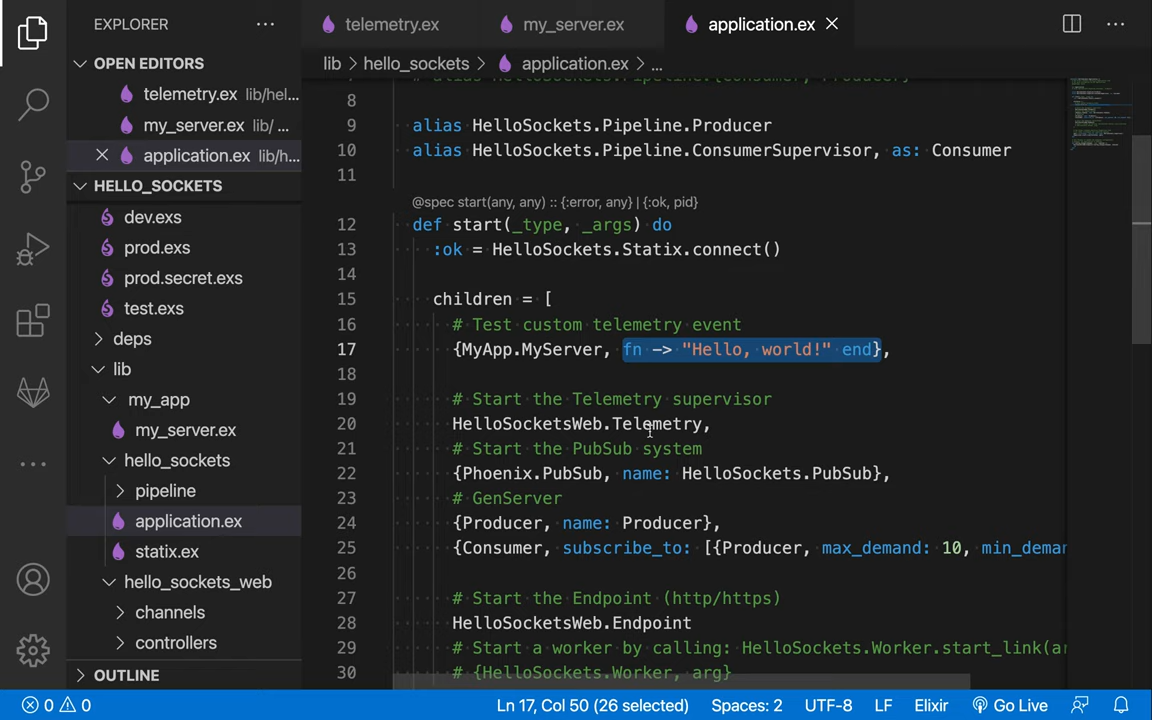 EXPLORER
OPEN EDITORS
telemetry.ex lib/hel...
my_server.ex lib/ ...
application.ex lib/h...
HELLO_SOCKETS
dev.exs
prod.exs
prod.secret.exs
test.exs
deps
lib
my_app
my_server.ex
hello_sockets
pipeline
application.ex
statix.ex
hello_sockets_web
channels
controllers
OUTLINE
telemetry.ex
my_server.ex
application.ex
lib > hello_sockets > application.ex > ...
7 # alias HelloSockets.Pipeline.{Consumer, Producer}
8
9 alias HelloSockets.Pipeline.Producer
10 alias HelloSockets.Pipeline.ConsumerSupervisor, as: Consumer
11
@spec start(any, any) :: {:error, any} | {:ok, pid}
12 def start(_type, _args) do
13 :ok = HelloSockets.Statix.connect()
14
15 children = [
16 # Test custom telemetry event
17 {MyApp.MyServer, fn -> "Hello, world!" end},
18
19 # Start the Telemetry supervisor
20 HelloSocketsWeb.Telemetry,
21 # Start the PubSub system
22 {Phoenix.PubSub, name: HelloSockets.PubSub},
23 # GenServer
24 {Producer, name: Producer},
25 {Consumer, subscribe_to: [{Producer, max_demand: 10, min_deman
26
27 # Start the Endpoint (http/https)
28 HelloSocketsWeb.Endpoint
29 # Start a worker by calling: HelloSockets.Worker.start_link(ar
30 # {HelloSockets.Worker, arg}
0 0 Ln 17, Col 50 (26 selected) Spaces: 2 UTF-8 LF Elixir Go Live